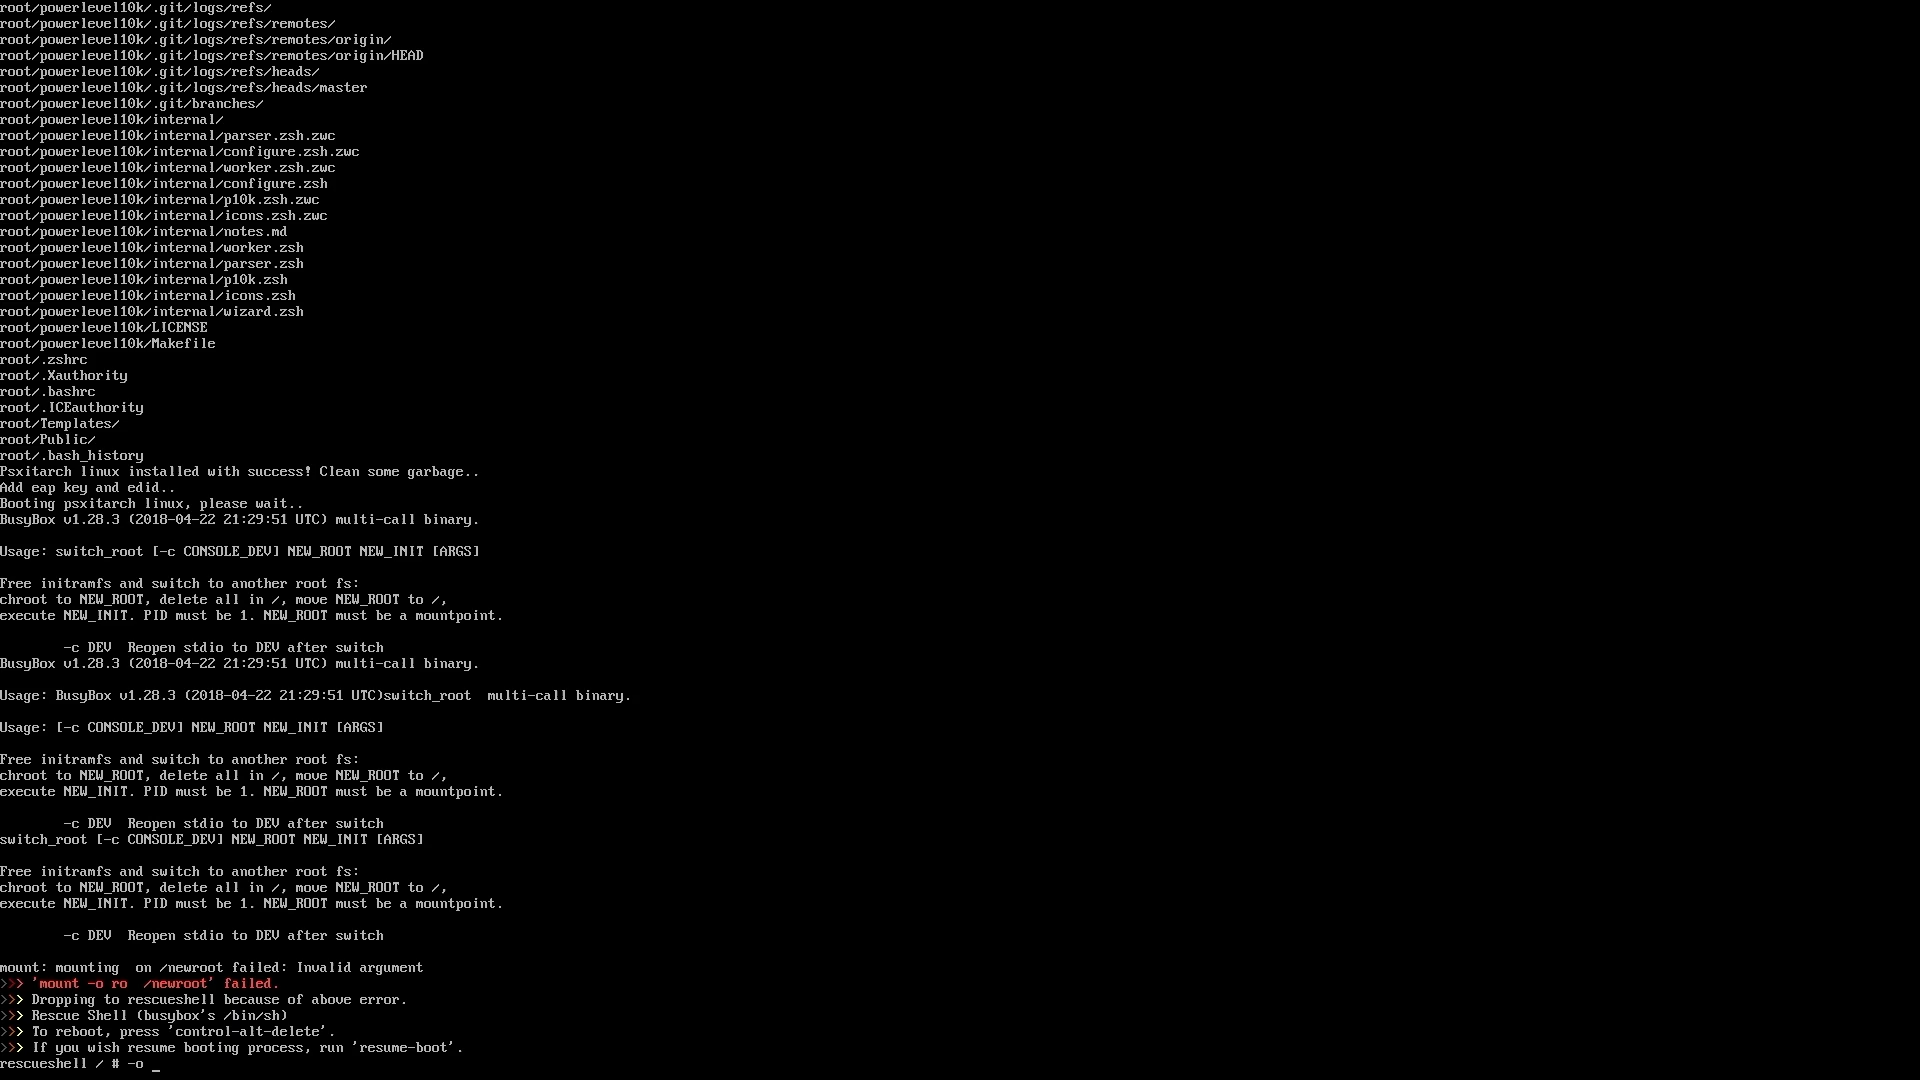 root/powerlevel10k/.git/logs/refs/
root/powerlevel10k/.git/logs/refs/remotes/
root/powerlevel10k/.git/logs/refs/remotes/origin/
root/powerlevel10k/.git/logs/refs/remotes/origin/HEAD
root/powerlevel10k/.git/logs/refs/heads/
root/powerlevel10k/.git/logs/refs/heads/master
root/powerlevel10k/.git/branches/
root/powerlevel10k/internal/
root/powerlevel10k/internal/parser.zsh.zwc
root/powerlevel10k/internal/configure.zsh.zwc
root/powerlevel10k/internal/worker.zsh.zwc
root/powerlevel10k/internal/configure.zsh
root/powerlevel10k/internal/p10k.zsh.zwc
root/powerlevel10k/internal/icons.zsh.zwc
root/powerlevel10k/internal/notes.md
root/powerlevel10k/internal/worker.zsh
root/powerlevel10k/internal/parser.zsh
root/powerlevel10k/internal/p10k.zsh
root/powerlevel10k/internal/icons.zsh
root/powerlevel10k/internal/wizard.zsh
root/powerlevel10k/LICENSE
root/powerlevel10k/Makefile
root/.zshrc
root/.Xauthority
root/.bashrc
root/.ICEauthority
root/Templates/
root/Public/
root/.bash_history
Psxitarch linux installed with success! Clean some garbage..
Add eap key and edid..
Booting psxitarch linux, please wait..
BusyBox v1.28.3 (2018-04-22 21:29:51 UTC) multi-call binary.

Usage: switch_root [-c CONSOLE_DEV] NEW_ROOT NEW_INIT [ARGS]

Free initramfs and switch to another root fs:
chroot to NEW_ROOT, delete all in /, move NEW_ROOT to /,
execute NEW_INIT. PID must be 1. NEW_ROOT must be a mountpoint.

        -c DEV  Reopen stdio to DEV after switch
BusyBox v1.28.3 (2018-04-22 21:29:51 UTC) multi-call binary.

Usage: BusyBox v1.28.3 (2018-04-22 21:29:51 UTC)switch_root  multi-call binary.

Usage: [-c CONSOLE_DEV] NEW_ROOT NEW_INIT [ARGS]

Free initramfs and switch to another root fs:
chroot to NEW_ROOT, delete all in /, move NEW_ROOT to /,
execute NEW_INIT. PID must be 1. NEW_ROOT must be a mountpoint.

        -c DEV  Reopen stdio to DEV after switch
switch_root [-c CONSOLE_DEV] NEW_ROOT NEW_INIT [ARGS]

Free initramfs and switch to another root fs:
chroot to NEW_ROOT, delete all in /, move NEW_ROOT to /,
execute NEW_INIT. PID must be 1. NEW_ROOT must be a mountpoint.

        -c DEV  Reopen stdio to DEV after switch

mount: mounting  on /newroot failed: Invalid argument
>>> 'mount -o ro  /newroot' failed.
>>> Dropping to rescueshell because of above error.
>>> Rescue Shell (busybox's /bin/sh)
>>> To reboot, press 'control-alt-delete'.
>>> If you wish resume booting process, run 'resume-boot'.
rescueshell / # -o _